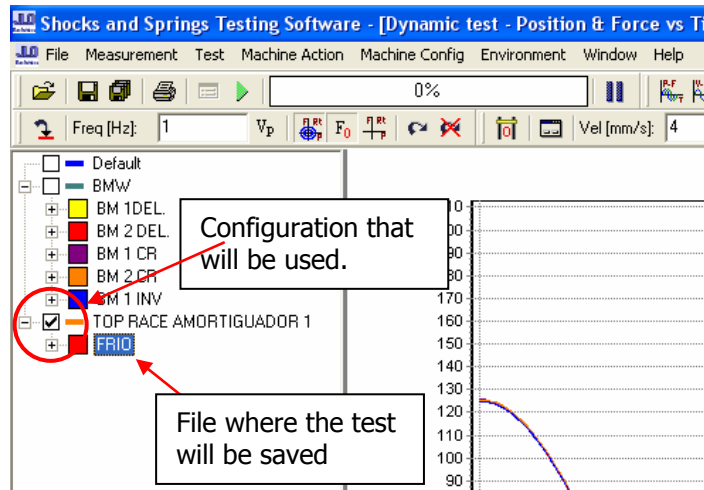 Shocks and Springs Testing Software - [Dynamic test - Position & Force vs Ti
File Measurement Test Machine Action Machine Config Environment Window Help
0%
Freq [Hz]: 1 Vp F0 Vel [mm/s]: 4
Default
BMW
BM 1DEL.
BM 2 DEL.
BM 1 CR
BM 2 CR
BM 1 INV
TOP RACE AMORTIGUADOR 1
FRIO
Configuration that
will be used.
File where the test
will be saved
170
160
150
140
130
120
110
100
90